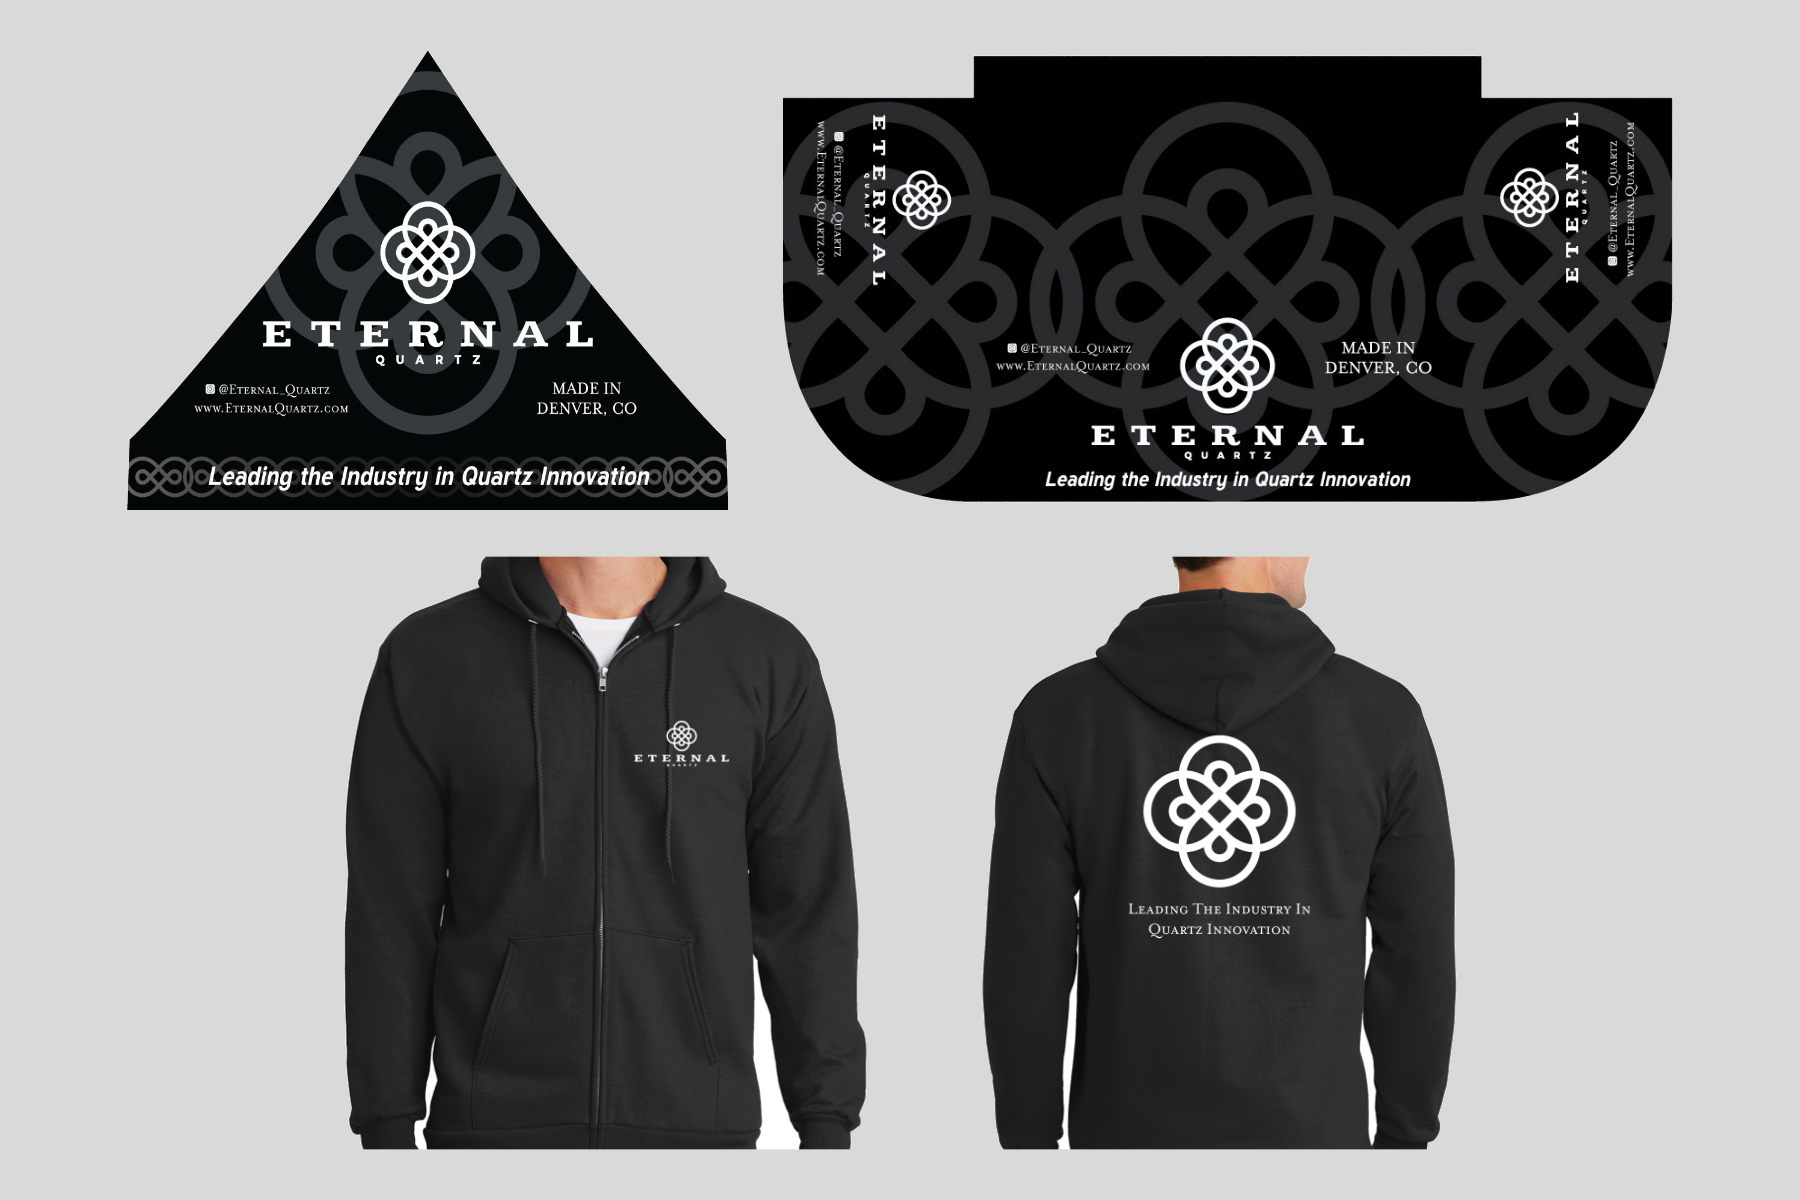 ETERNAL
QUARTZ
@Eternal_Quartz
www.EternalQuartz.com
MADE IN
DENVER, CO
Leading the Industry in Quartz Innovation
www.EternalQuartz.com
@Eternal_Quartz
QUARTZ
ETERNAL
@Eternal_Quartz
www.EternalQuartz.com
MADE IN
DENVER, CO
ETERNAL
QUARTZ
Leading the Industry in Quartz Innovation
ETERNAL
QUARTZ
@Eternal_Quartz
www.EternalQuartz.com
ETERNAL
QUARTZ
Leading The Industry In
Quartz Innovation